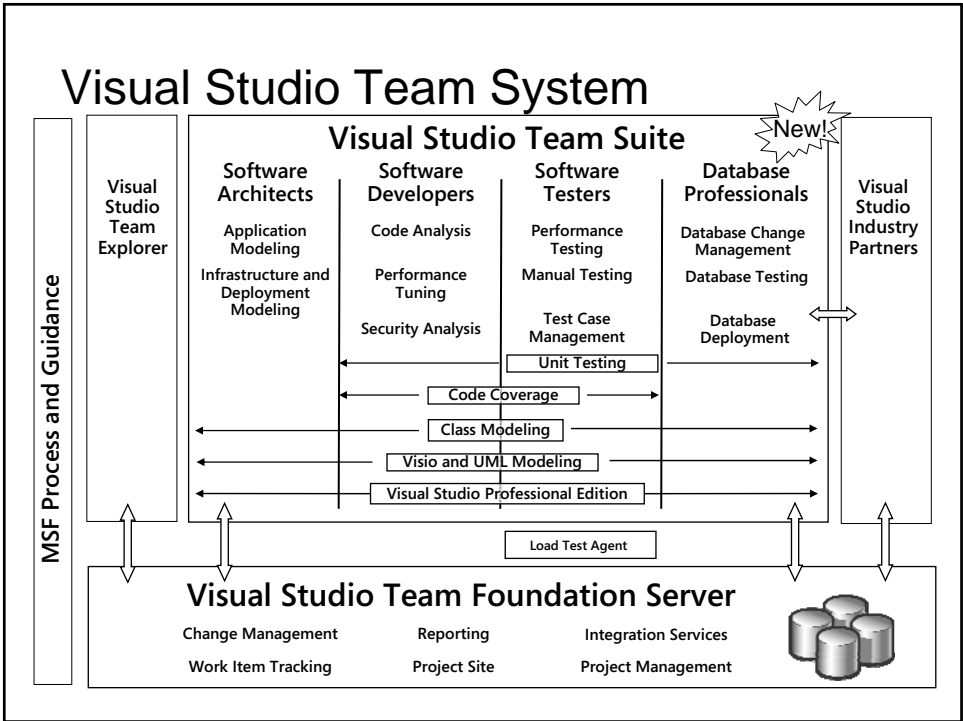 Visual Studio Team System
MSF Process and Guidance
Visual
Studio
Team
Explorer
Visual Studio Team Suite
New!
Software
Architects
Application
Modeling
Infrastructure and
Deployment
Modeling
Software
Developers
Code Analysis
Performance
Tuning
Security Analysis
Software
Testers
Performance
Testing
Manual Testing
Test Case
Management
Database
Professionals
Database Change
Management
Database Testing
Database
Deployment
Unit Testing
Code Coverage
Class Modeling
Visio and UML Modeling
Visual Studio Professional Edition
Visual
Studio
Industry
Partners
Load Test Agent
Visual Studio Team Foundation Server
Change Management
Reporting
Integration Services
Work Item Tracking
Project Site
Project Management